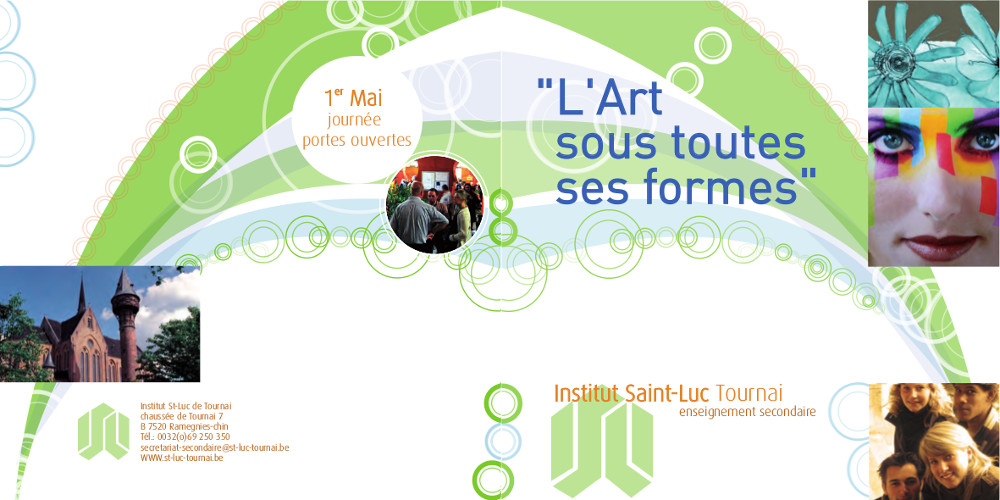 1er Mai
journée
portes ouvertes
"L'Art
sous toutes
ses formes"
Institut St-Luc de Tournai
chaussée de Tournai 7
B 7520 Ramegnies-chin
Tél.: 0032(0)69 250 350
secretariat-secondaire@st-luc-tournai.be
WWW.st-luc-tournai.be
Institut Saint-Luc Tournai
enseignement secondaire